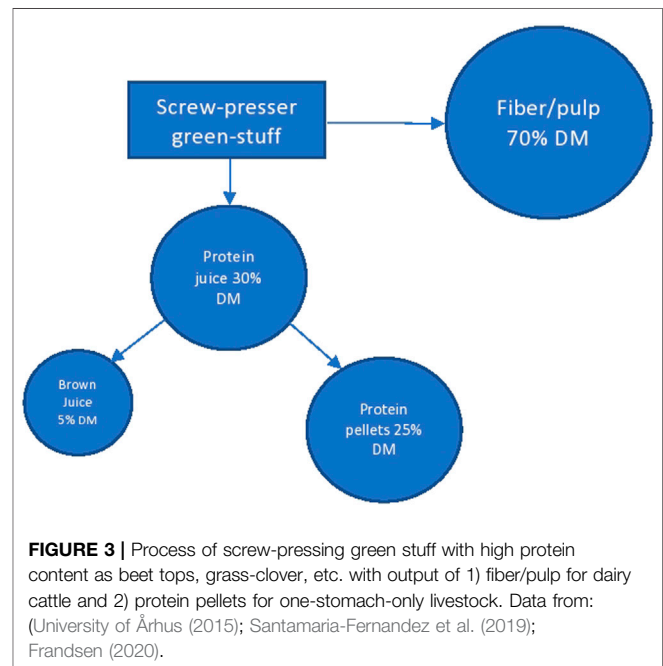 Screw-presser
green-stuff
Fiber/pulp
70% DM
Protein
juice 30%
DM
Brown
Juice
5% DM
Protein
pellets 25%
DM
FIGURE 3 | Process of screw-pressing green stuff with high protein
content as beet tops, grass-clover, etc. with output of 1) fiber/pulp for dairy
cattle and 2) protein pellets for one-stomach-only livestock. Data from:
(University of Århus (2015); Santamaria-Fernandez et al. (2019);
Frandsen (2020).